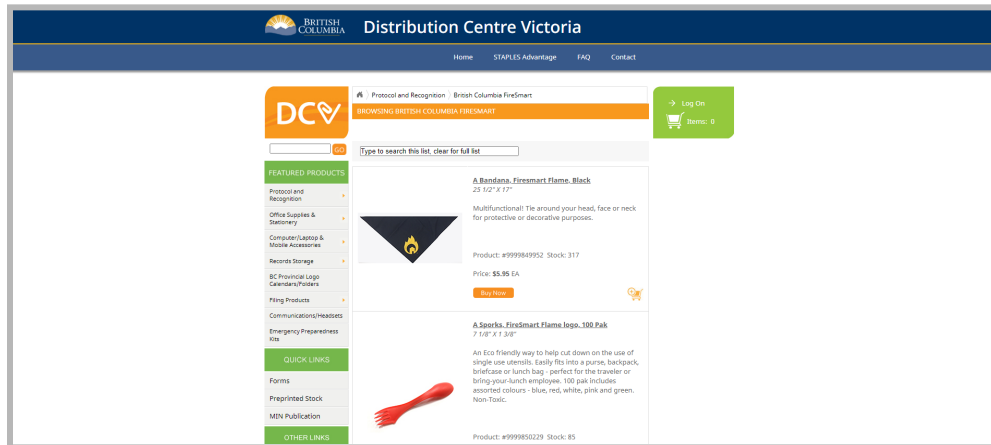 BRITISH
COLUMBIA
Distribution Centre Victoria
Home STAPLES Advantage FAQ Contact
DCV
Protocol and Recognition British Columbia FireSmart
BROWSING BRITISH COLUMBIA FIRESMART
Log On
Items: 0
GO
Type to search this list, clear for full list
FEATURED PRODUCTS
Protocol and
Recognition
Office Supplies &
Stationery
Computer/Laptop &
Mobile Accessories
Records Storage
BC Provincial Logo
Calendars/Folders
Filing Products
Communications/Headsets
Emergency Preparedness
Kits
QUICK LINKS
Forms
Preprinted Stock
MIN Publication
OTHER LINKS
A Bandana, Firesmart Flame, Black
25 1/2" X 17"
Multifunctional! Tie around your head, face or neck
for protective or decorative purposes.
Product: #9999849952 Stock: 317
Price: $5.95 EA
Buy Now
A Sporks, FireSmart Flame logo, 100 Pak
7 1/8" X 1 3/8"
An Eco friendly way to help cut down on the use of
single use utensils. Easily fits into a purse, backpack,
briefcase or lunch bag - perfect for the traveler or
bring-your-lunch employee. 100 pak includes
assorted colours - blue, red, white, pink and green.
Non-Toxic.
Product: #9999850229 Stock: 85